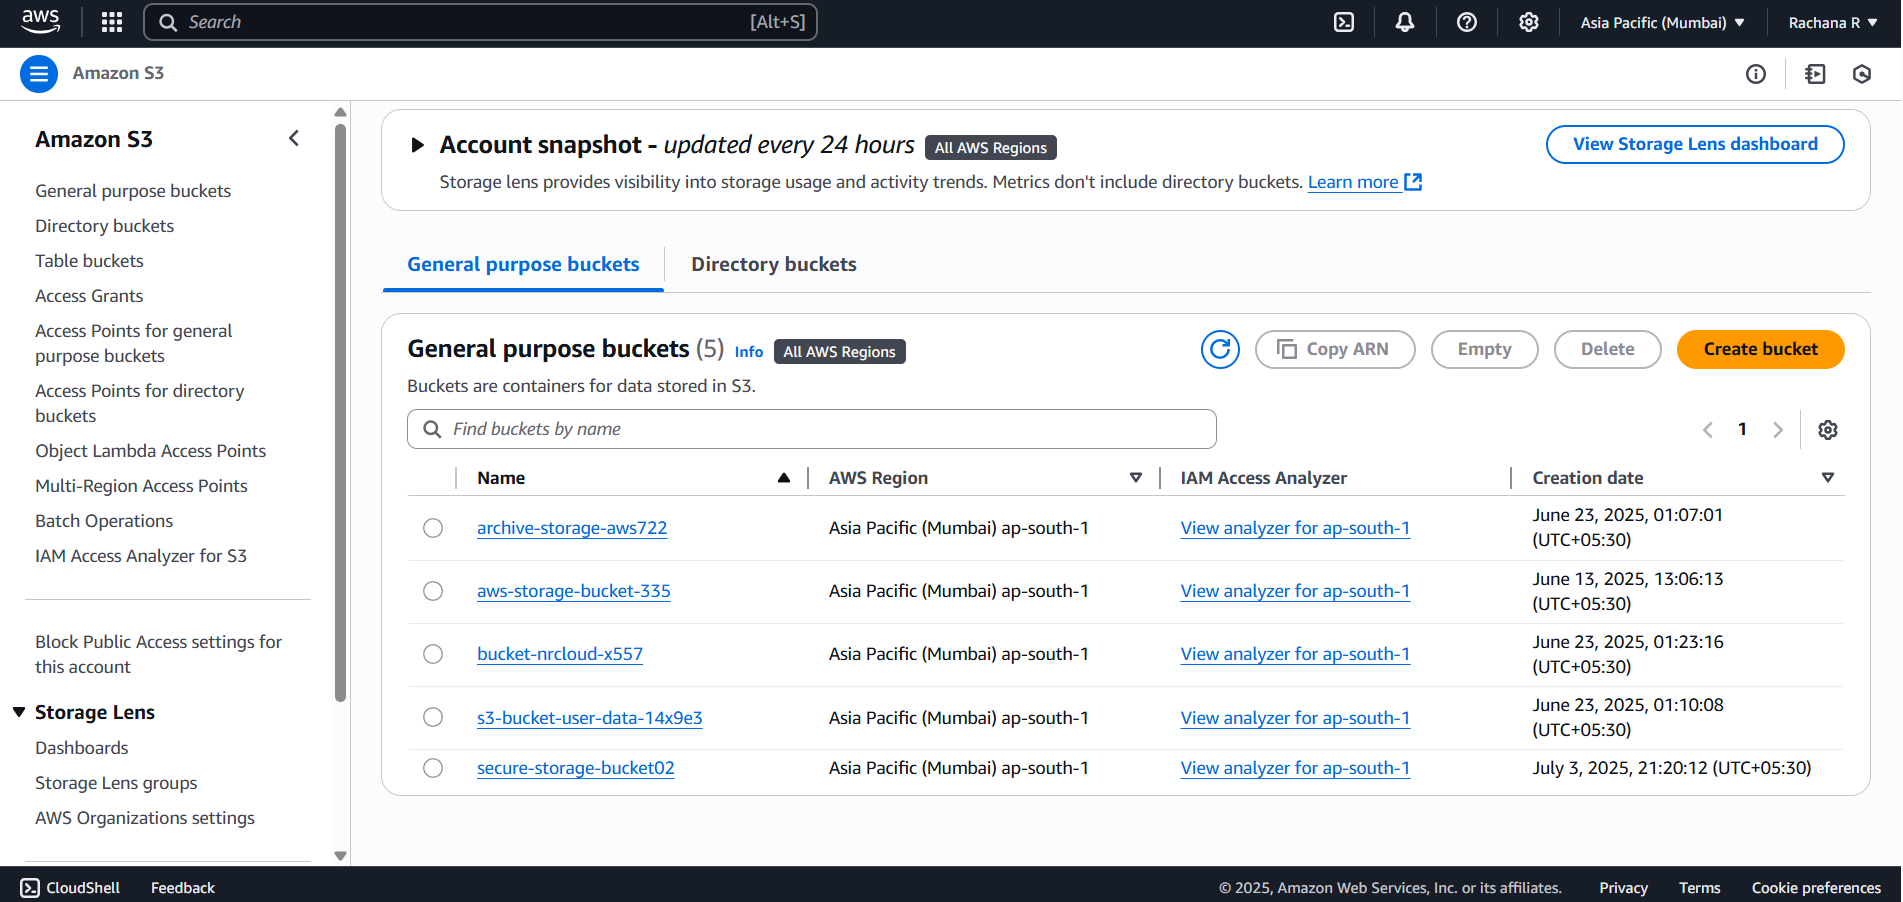 aws
Search [Alt+S]
Asia Pacific (Mumbai)
Rachana R
Amazon S3
Amazon S3
General purpose buckets
Directory buckets
Table buckets
Access Grants
Access Points for general
purpose buckets
Access Points for directory
buckets
Object Lambda Access Points
Multi-Region Access Points
Batch Operations
IAM Access Analyzer for S3
Block Public Access settings for
this account
Storage Lens
Dashboards
Storage Lens groups
AWS Organizations settings
Account snapshot - updated every 24 hours All AWS Regions
View Storage Lens dashboard
Storage lens provides visibility into storage usage and activity trends. Metrics don't include directory buckets. Learn more
General purpose buckets Directory buckets
General purpose buckets (5) Info All AWS Regions
Copy ARN Empty Delete Create bucket
Buckets are containers for data stored in S3.
Find buckets by name
1
Name AWS Region IAM Access Analyzer Creation date
archive-storage-aws722 Asia Pacific (Mumbai) ap-south-1 View analyzer for ap-south-1 June 23, 2025, 01:07:01
(UTC+05:30)
aws-storage-bucket-335 Asia Pacific (Mumbai) ap-south-1 View analyzer for ap-south-1 June 13, 2025, 13:06:13
(UTC+05:30)
bucket-nrcloud-x557 Asia Pacific (Mumbai) ap-south-1 View analyzer for ap-south-1 June 23, 2025, 01:23:16
(UTC+05:30)
s3-bucket-user-data-14x9e3 Asia Pacific (Mumbai) ap-south-1 View analyzer for ap-south-1 June 23, 2025, 01:10:08
(UTC+05:30)
secure-storage-bucket02 Asia Pacific (Mumbai) ap-south-1 View analyzer for ap-south-1 July 3, 2025, 21:20:12 (UTC+05:30)
CloudShell Feedback
© 2025, Amazon Web Services, Inc. or its affiliates. Privacy Terms Cookie preferences